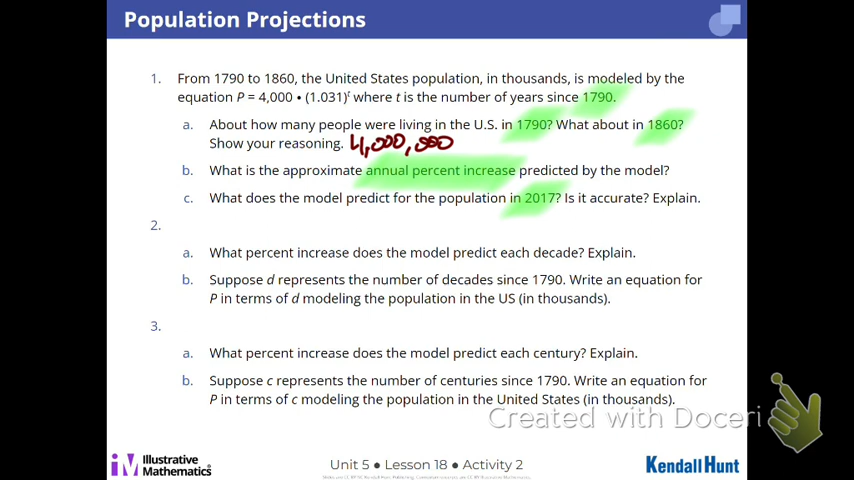 Population Projections
1. From 1790 to 1860, the United States population, in thousands, is modeled by the
equation P = 4,000 • (1.031)ᵗ where t is the number of years since 1790.
a. About how many people were living in the U.S. in 1790? What about in 1860?
Show your reasoning. 4,000,000
b. What is the approximate annual percent increase predicted by the model?
c. What does the model predict for the population in 2017? Is it accurate? Explain.
2.
a. What percent increase does the model predict each decade? Explain.
b. Suppose d represents the number of decades since 1790. Write an equation for
P in terms of d modeling the population in the US (in thousands).
3.
a. What percent increase does the model predict each century? Explain.
b. Suppose c represents the number of centuries since 1790. Write an equation for
P in terms of c modeling the population in the United States (in thousands).
Created with Doceri
Illustrative
Mathematics®
Unit 5 • Lesson 18 • Activity 2
Kendall Hunt